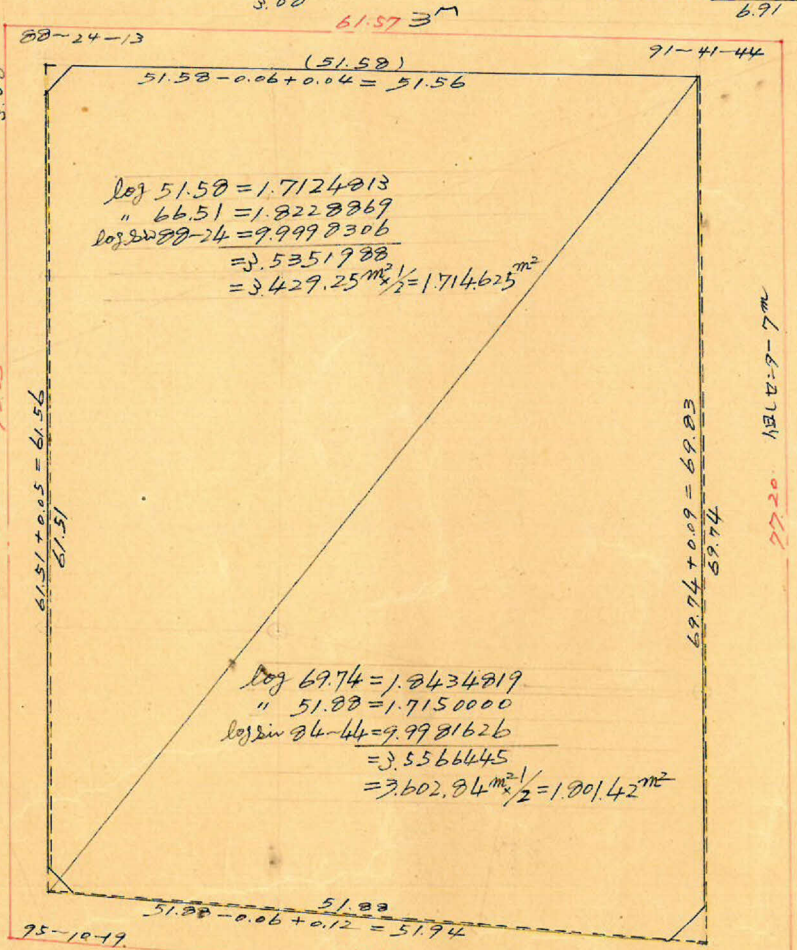 61.57 3m
6.91
88-24-13
91-41-44
(51.58)
51.58-0.06+0.04 = 51.56
log 51.58=1.7124813
" 66.51=1.8228869
log sin 88-24=9.9998306
=3.5351988
=3.429.25m²×1/2=1.714.625m²
61.51+0.05=61.56
61.51
69.74+0.09=69.83
69.74
77.20
log 69.74=1.8434819
" 51.88=1.7150000
log sin 84-44=9.9981626
=3.5566445
=3.602.84m²×1/2=1.801.42m²
51.88
51.88-0.06+0.12 = 51.94
95-10-19